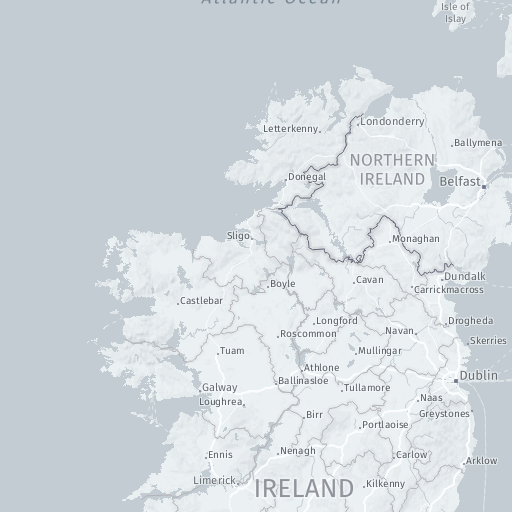 Atlantic Ocean
Isle of
Islay
Letterkenny
Londonderry
Ballymena
NORTHERN
IRELAND
Donegal
Belfast
Sligo
Monaghan
Dundalk
Boyle
Cavan
Carrickmacross
Castlebar
Longford
Drogheda
Roscommon
Navan
Skerries
Tuam
Mullingar
Athlone
Dublin
Ballinasloe
Galway
Tullamore
Loughrea
Naas
Birr
Greystones
Portlaoise
Ennis
Nenagh
Carlow
Arklow
Limerick
IRELAND
Kilkenny